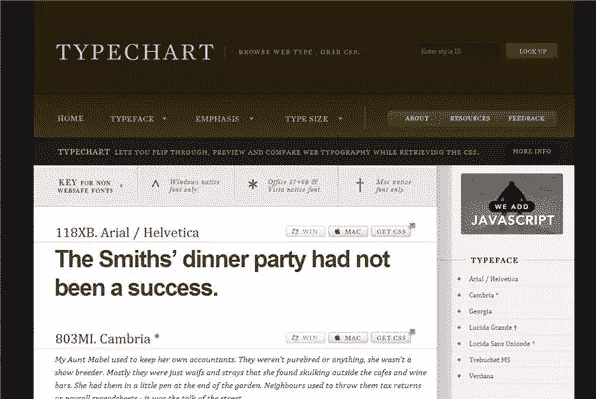 TYPECHART
BROWSE WEB TYPE , GRAB CSS.
Enter style ID
LOOK UP
HOME
TYPEFACE
EMPHASIS
TYPE SIZE
ABOUT
RESOURCES
FEEDBACK
TYPECHART LETS YOU FLIP THROUGH, PREVIEW AND COMPARE WEB TYPOGRAPHY WHILE RETRIEVING THE CSS.
MORE INFO
KEY FOR NON
WEBSAFE FONTS
^ Windows native
font only
* Office 07+08 &
Vista native font
† Mac native
font only
WE ADD
JAVASCRIPT
118XB. Arial / Helvetica
WIN
MAC
GET CSS
The Smiths’ dinner party had not
been a success.
803MI. Cambria *
WIN
MAC
GET CSS
My Aunt Mabel used to keep her own accountants. They weren't purebred or anything, she wasn't a
show breeder. Mostly they were just waifs and strays that she found skulking outside the cafes and wine
bars. She had them in a little pen at the end of the garden. Neighbours used to throw them tax returns
or payroll spreadsheets - it was the talk of the street.
TYPEFACE
Arial / Helvetica
Cambria *
Georgia
Lucida Grande †
Lucida Sans Unicode ^
Trebuchet MS
Verdana